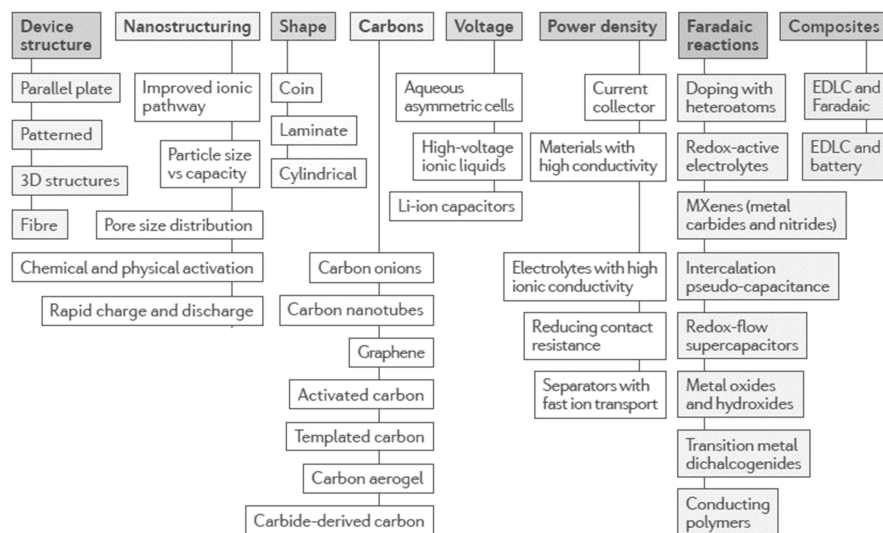 Device
structure
Parallel plate
Patterned
3D structures
Fibre
Nanostructuring
Improved ionic
pathway
Particle size
vs capacity
Pore size distribution
Chemical and physical activation
Rapid charge and discharge
Shape
Coin
Laminate
Cylindrical
Carbons
Carbon onions
Carbon nanotubes
Graphene
Activated carbon
Templated carbon
Carbon aerogel
Carbide-derived carbon
Voltage
Aqueous
asymmetric cells
High-voltage
ionic liquids
Li-ion capacitors
Power density
Current
collector
Materials with
high conductivity
Electrolytes with high
ionic conductivity
Reducing contact
resistance
Separators with
fast ion transport
Faradaic
reactions
Doping with
heteroatoms
Redox-active
electrolytes
MXenes (metal
carbides and nitrides)
Intercalation
pseudo-capacitance
Redox-flow
supercapacitors
Metal oxides
and hydroxides
Transition metal
dichalcogenides
Conducting
polymers
Composites
EDLC and
Faradaic
EDLC and
battery